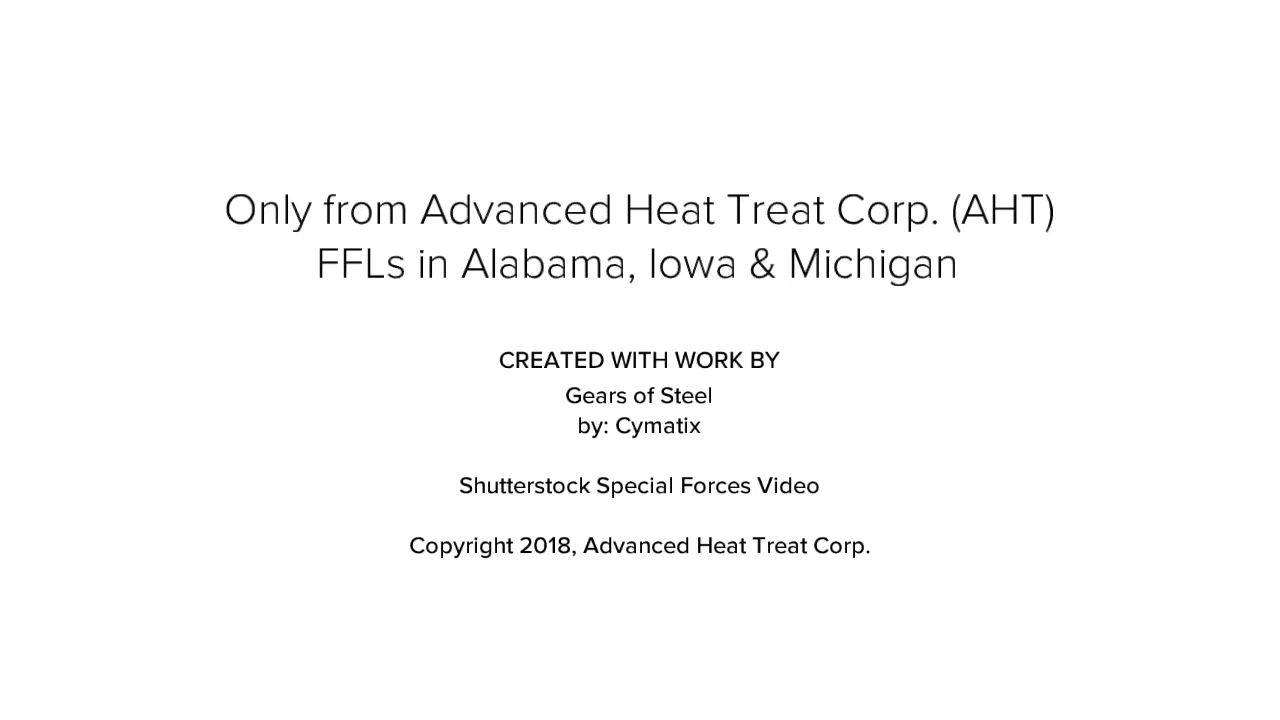 Only from Advanced Heat Treat Corp. (AHT)
FFLs in Alabama, Iowa & Michigan
CREATED WITH WORK BY
Gears of Steel
by: Cymatix
Shutterstock Special Forces Video
Copyright 2018, Advanced Heat Treat Corp.